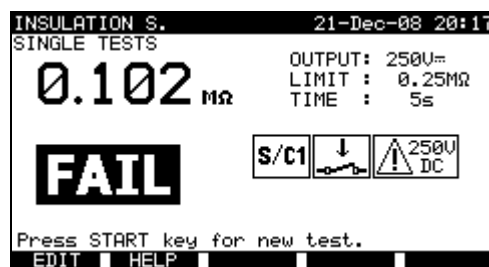 INSULATION S. 21-Dec-08 20:17
SINGLE TESTS
0.102 MΩ
OUTPUT: 250V⎓
LIMIT : 0.25MΩ
TIME : 5s
FAIL
S/C1
250V
DC
Press START key for new test.
EDIT HELP